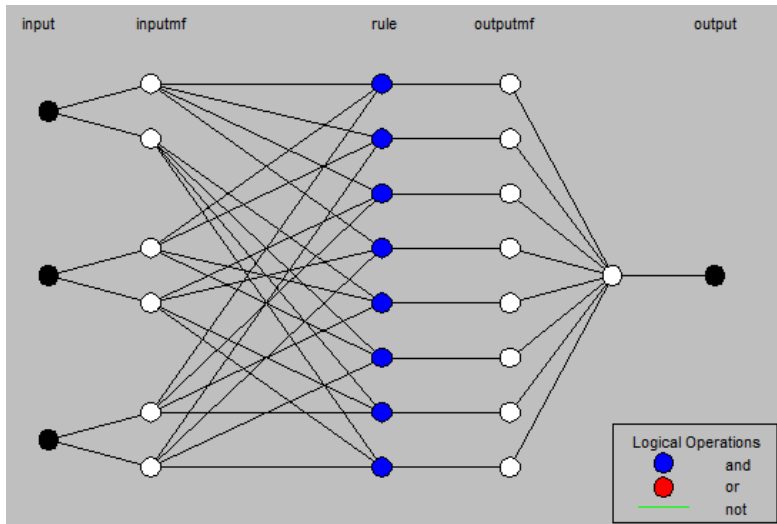 input inputmf rule outputmf output
Logical Operations
and
or
not